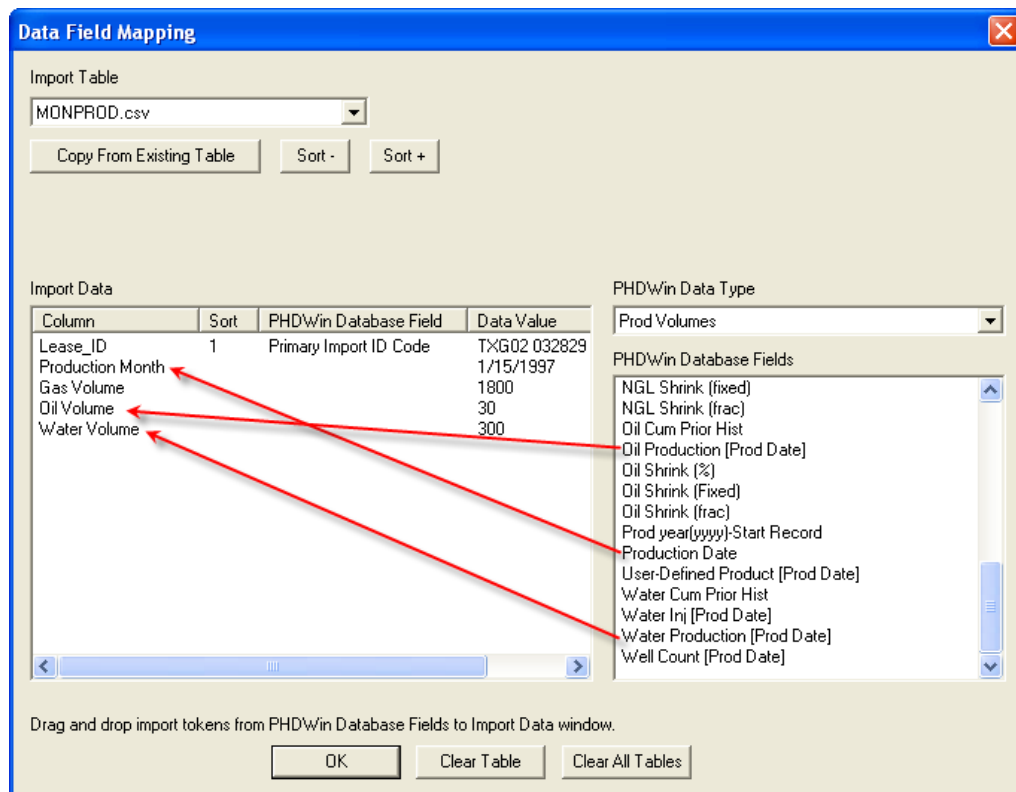 Data Field Mapping
Import Table
MONPROD.csv
Copy From Existing Table
Sort -
Sort +
Import Data
Column Sort PHDWin Database Field Data Value
Lease_ID 1 Primary Import ID Code TXG02 032829
Production Month 1/15/1997
Gas Volume 1800
Oil Volume 30
Water Volume 300
PHDWin Data Type
Prod Volumes
PHDWin Database Fields
NGL Shrink (fixed)
NGL Shrink (frac)
Oil Cum Prior Hist
Oil Production [Prod Date]
Oil Shrink (%)
Oil Shrink (Fixed)
Oil Shrink (frac)
Prod year(yyyy)-Start Record
Production Date
User-Defined Product [Prod Date]
Water Cum Prior Hist
Water Inj [Prod Date]
Water Production [Prod Date]
Well Count [Prod Date]
Drag and drop import tokens from PHDWin Database Fields to Import Data window.
OK
Clear Table
Clear All Tables